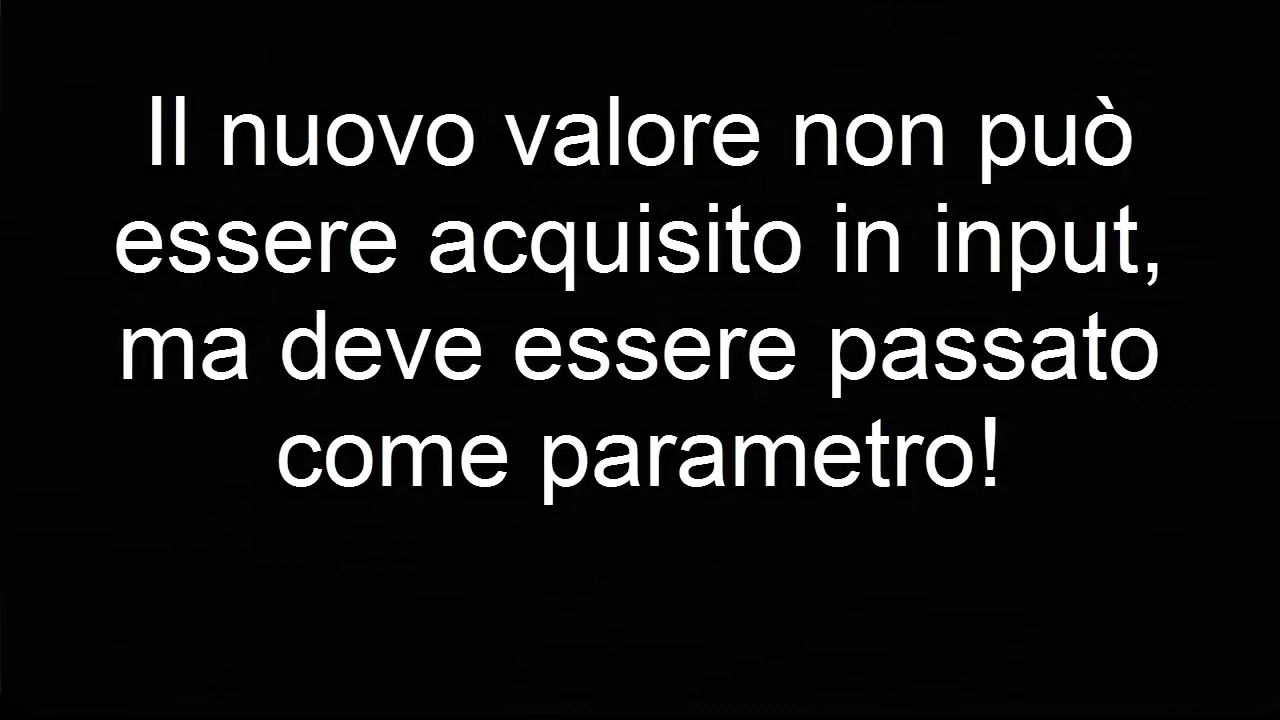 Il nuovo valore non può
essere acquisito in input,
ma deve essere passato
come parametro!